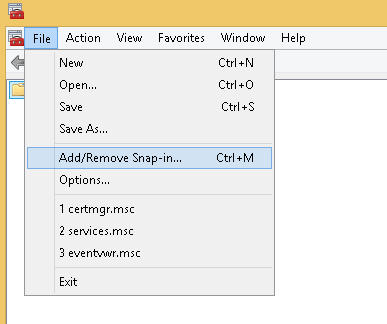 File Action View Favorites Window Help
New Ctrl+N
Open... Ctrl+O
Save Ctrl+S
Save As...
Add/Remove Snap-in... Ctrl+M
Options...
1 certmgr.msc
2 services.msc
3 eventvwr.msc
Exit